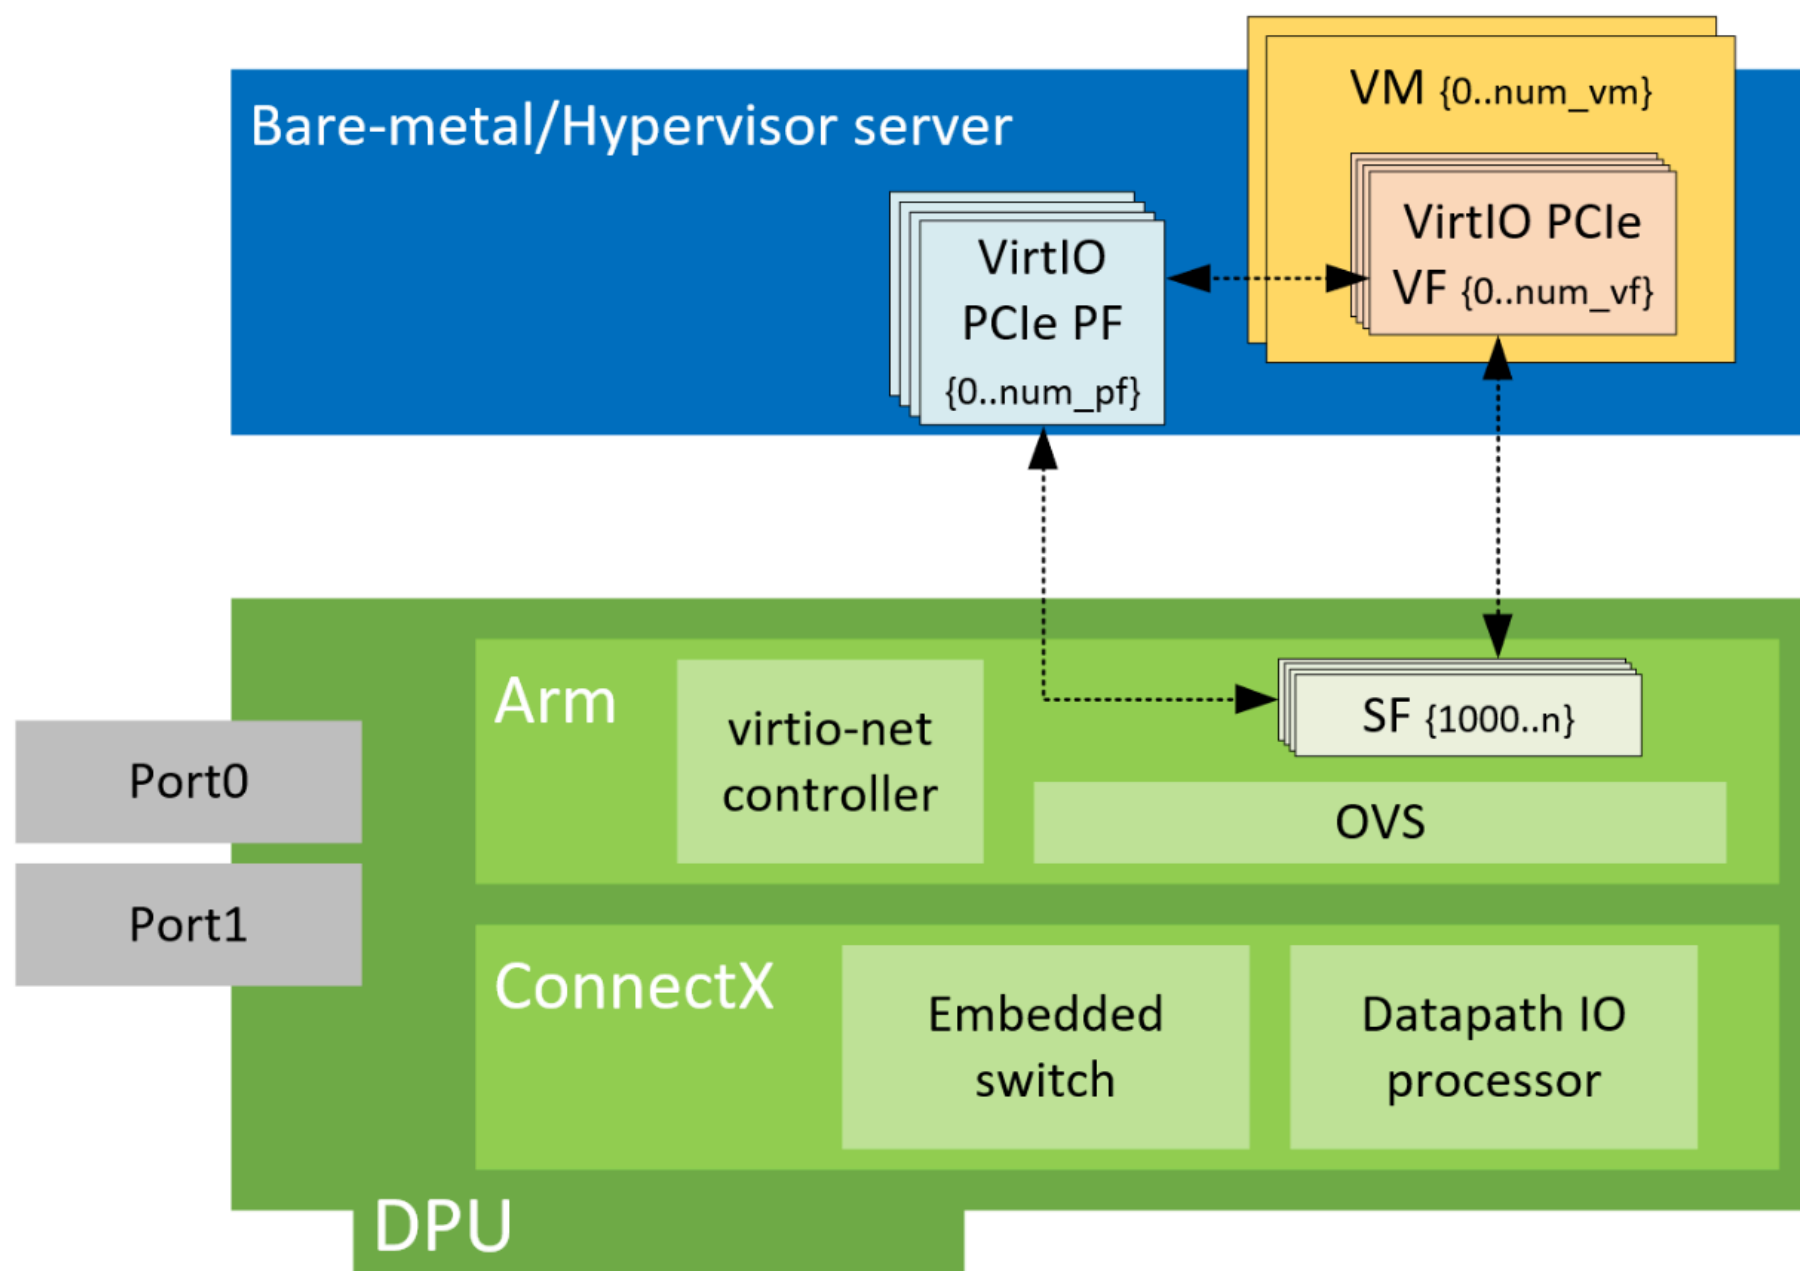 Bare-metal/Hypervisor server
VM {0..num_vm}
VirtIO
PCIe PF
{0..num_pf}
VirtIO PCIe
VF {0..num_vf}
Arm
virtio-net
controller
SF {1000..n}
OVS
Port0
Port1
ConnectX
Embedded
switch
Datapath IO
processor
DPU